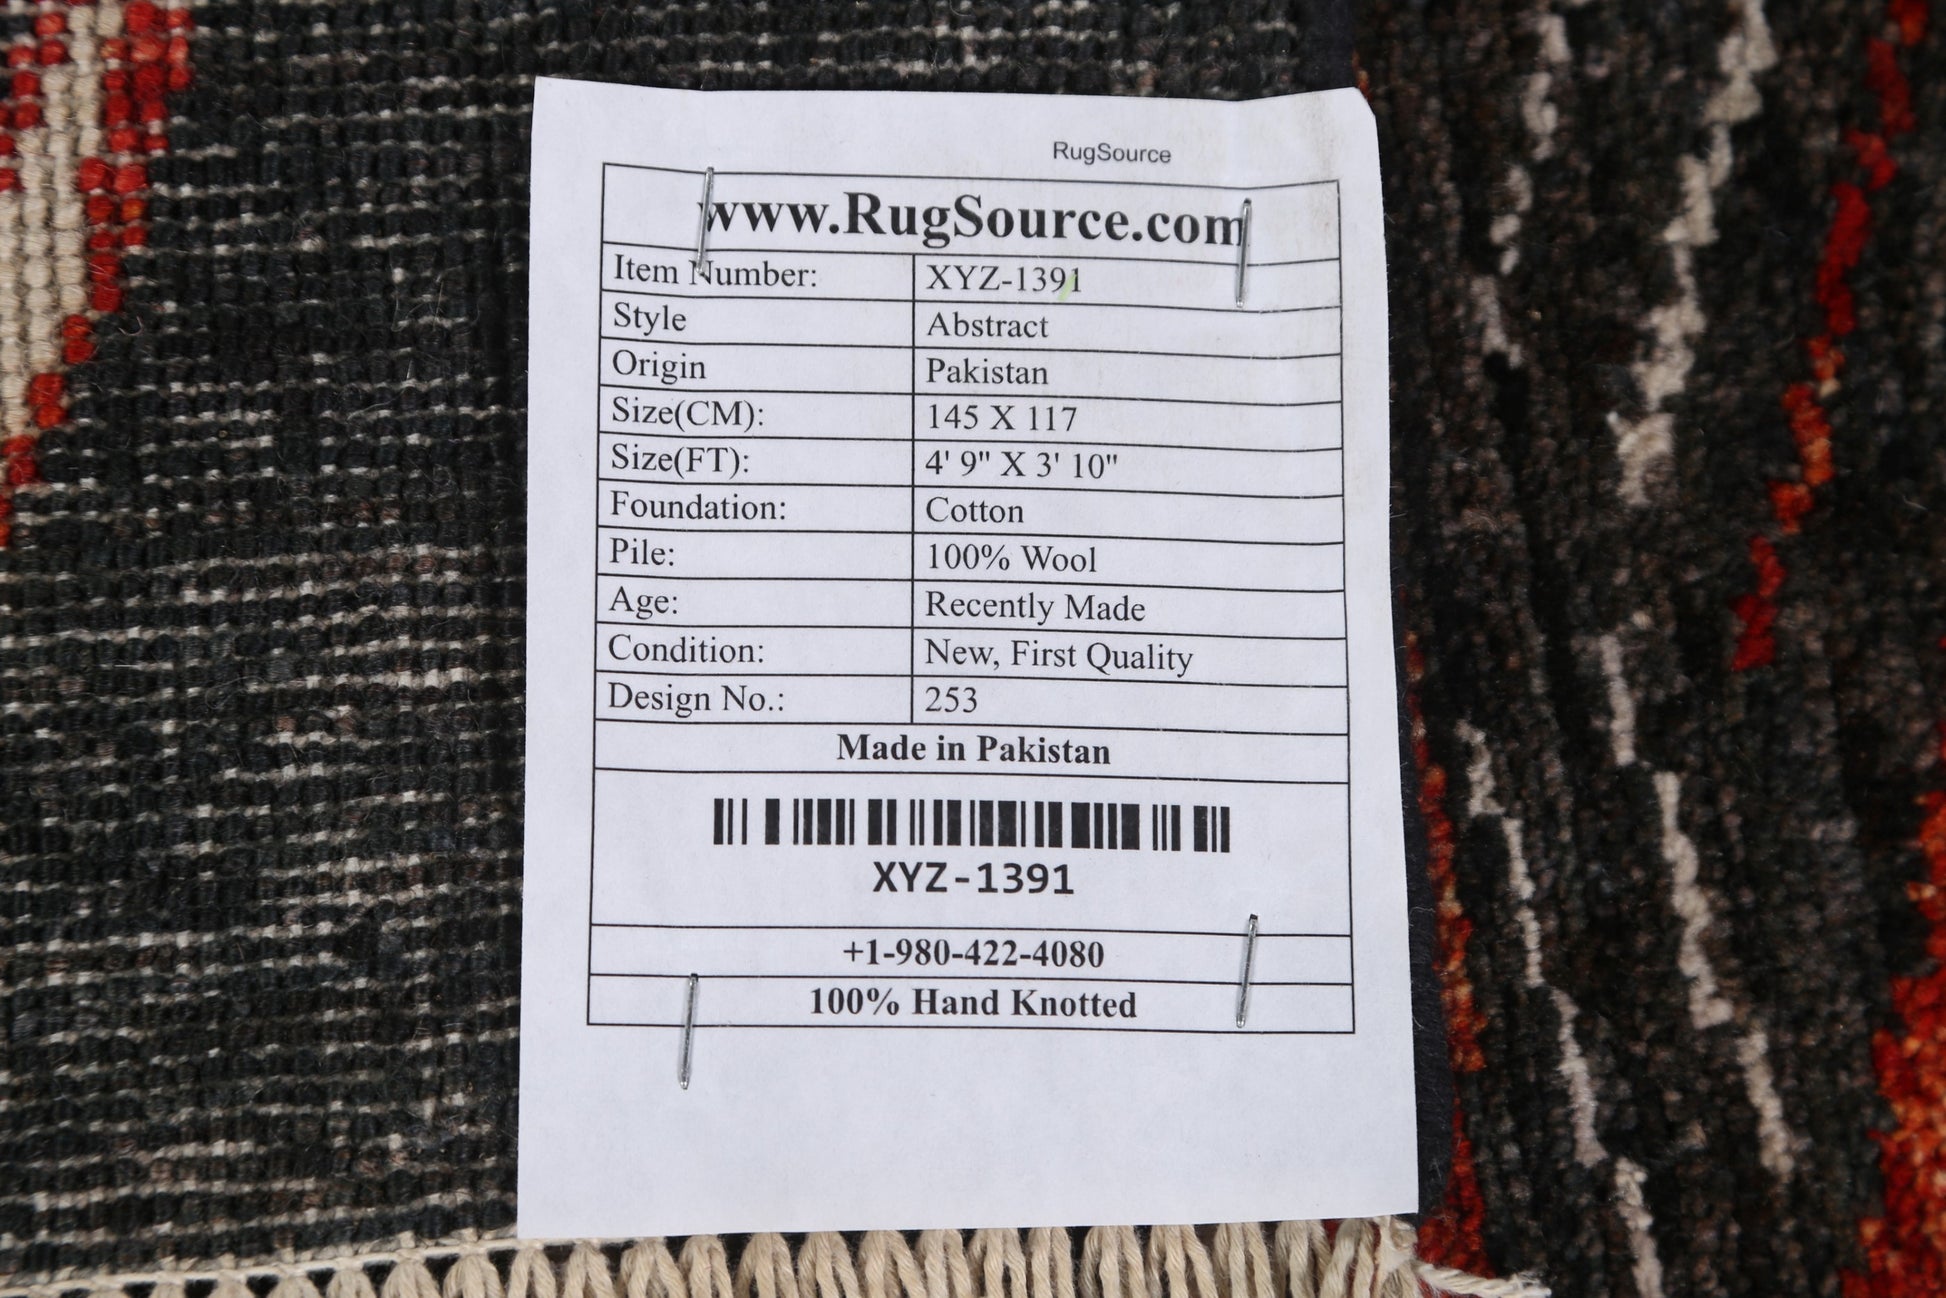 RugSource
www.RugSource.com
Item Number: XYZ-1391
Style Abstract
Origin Pakistan
Size(CM): 145 X 117
Size(FT): 4' 9" X 3' 10"
Foundation: Cotton
Pile: 100% Wool
Age: Recently Made
Condition: New, First Quality
Design No.: 253
Made in Pakistan
XYZ-1391
+1-980-422-4080
100% Hand Knotted